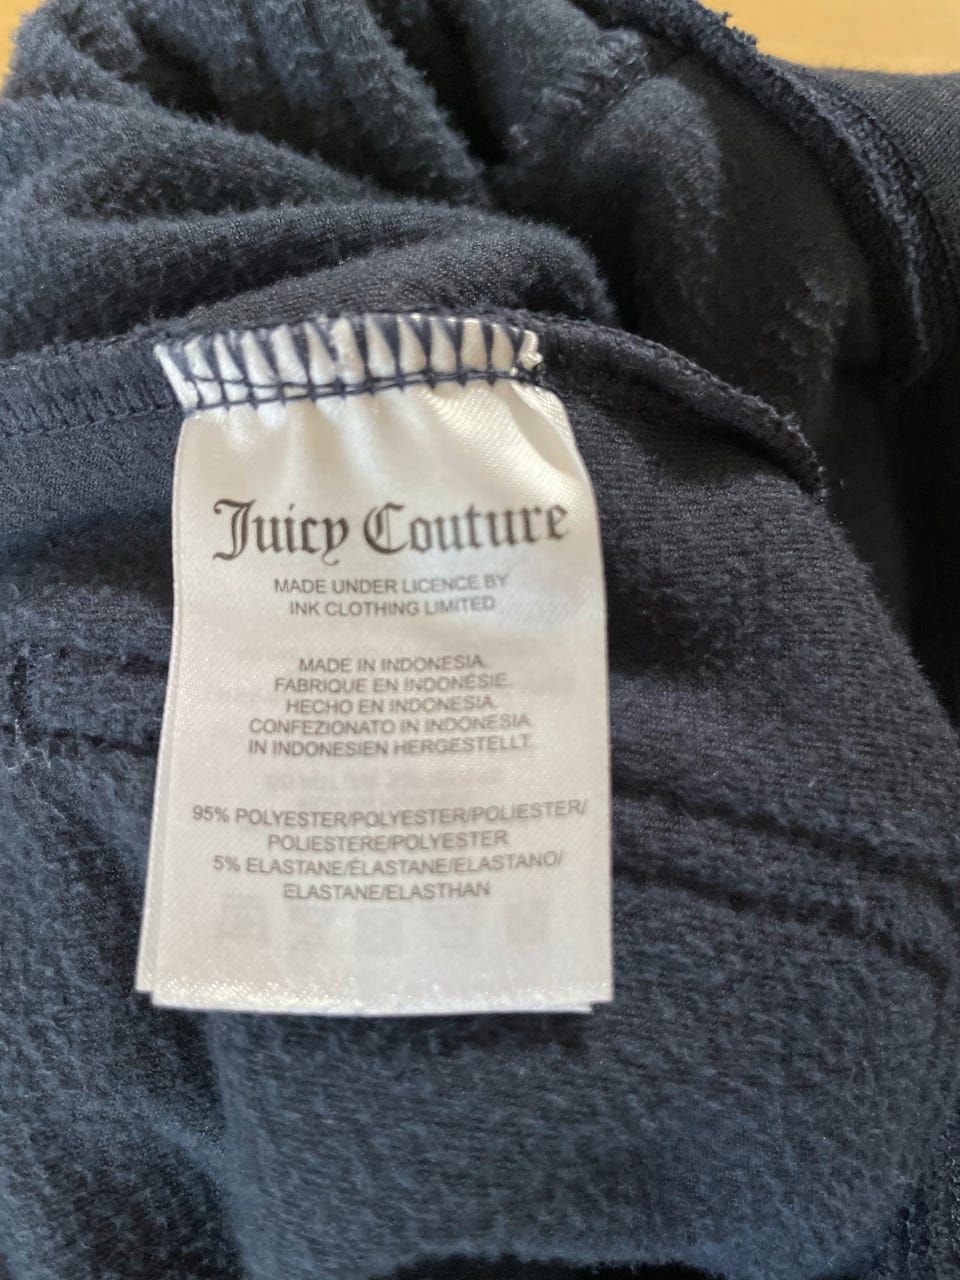 Juicy Couture
MADE UNDER LICENCE BY
INK CLOTHING LIMITED
MADE IN INDONESIA.
FABRIQUE EN INDONÉSIE.
HECHO EN INDONESIA.
CONFEZIONATO IN INDONESIA.
IN INDONESIEN HERGESTELLT.
95% POLYESTER/POLYESTER/POLIESTER/
POLIESTERE/POLYESTER
5% ELASTANE/ÉLASTANE/ELASTANO/
ELASTANE/ELASTHAN